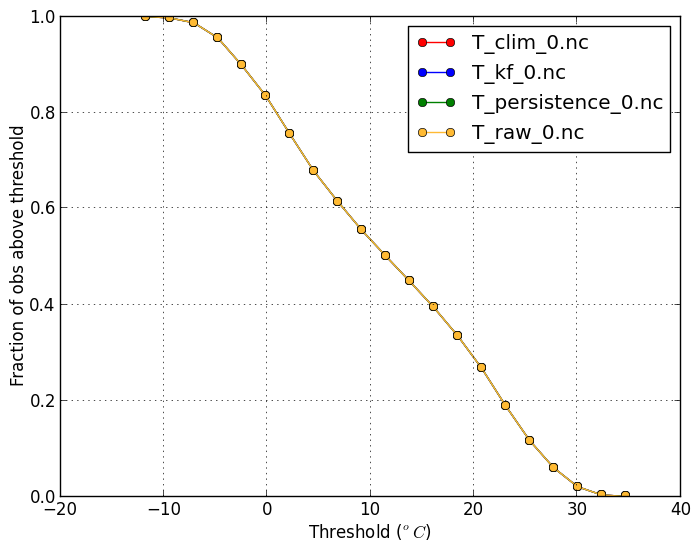 1.0
0.8
0.6
0.4
0.2
0.0
Fraction of obs above threshold
T_clim_0.nc
T_kf_0.nc
T_persistence_0.nc
T_raw_0.nc
−20 −10 0 10 20 30 40
Threshold (° C)